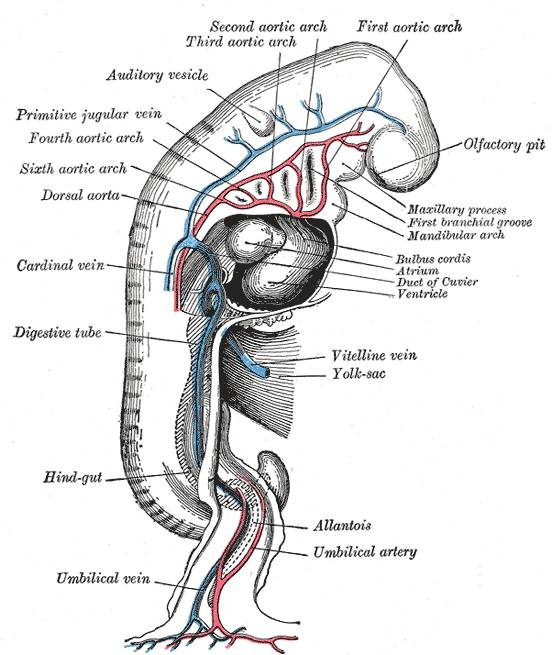 Second aortic arch
First aortic arch
Third aortic arch
Auditory vesicle
Primitive jugular vein
Fourth aortic arch
Olfactory pit
Sixth aortic arch
Dorsal aorta
Maxillary process
First branchial groove
Mandibular arch
Bulbus cordis
Cardinal vein
Atrium
Duct of Cuvier
Ventricle
Digestive tube
Vitelline vein
Yolk-sac
Hind-gut
Allantois
Umbilical artery
Umbilical vein